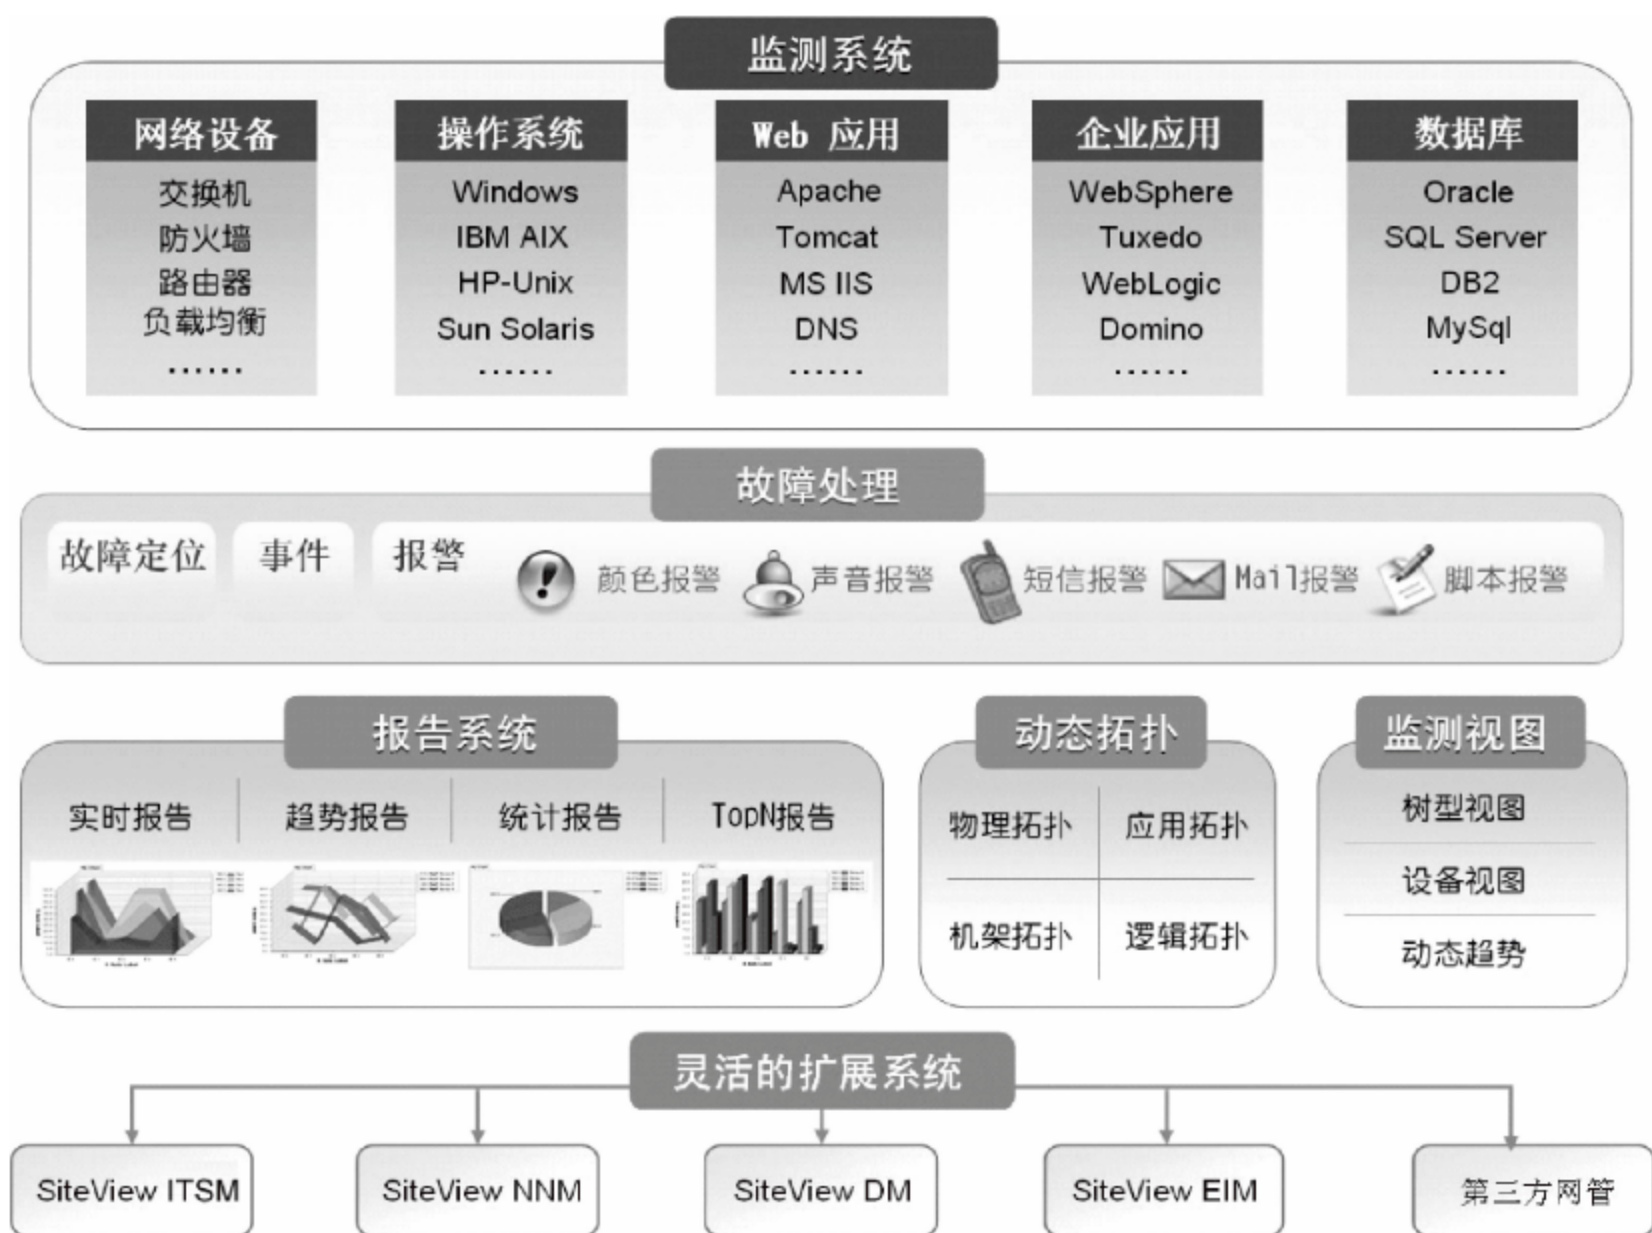 监测系统
网络设备
交换机
防火墙
路由器
负载均衡
......
操作系统
Windows
IBM AIX
HP-Unix
Sun Solaris
......
Web 应用
Apache
Tomcat
MS IIS
DNS
......
企业应用
WebSphere
Tuxedo
WebLogic
Domino
......
数据库
Oracle
SQL Server
DB2
MySql
......
故障处理
故障定位
事件
报警
颜色报警
声音报警
短信报警
Mail报警
脚本报警
报告系统
实时报告
趋势报告
统计报告
TopN报告
动态拓扑
物理拓扑
应用拓扑
机架拓扑
逻辑拓扑
监测视图
树型视图
设备视图
动态趋势
灵活的扩展系统
SiteView ITSM
SiteView NNM
SiteView DM
SiteView EIM
第三方网管